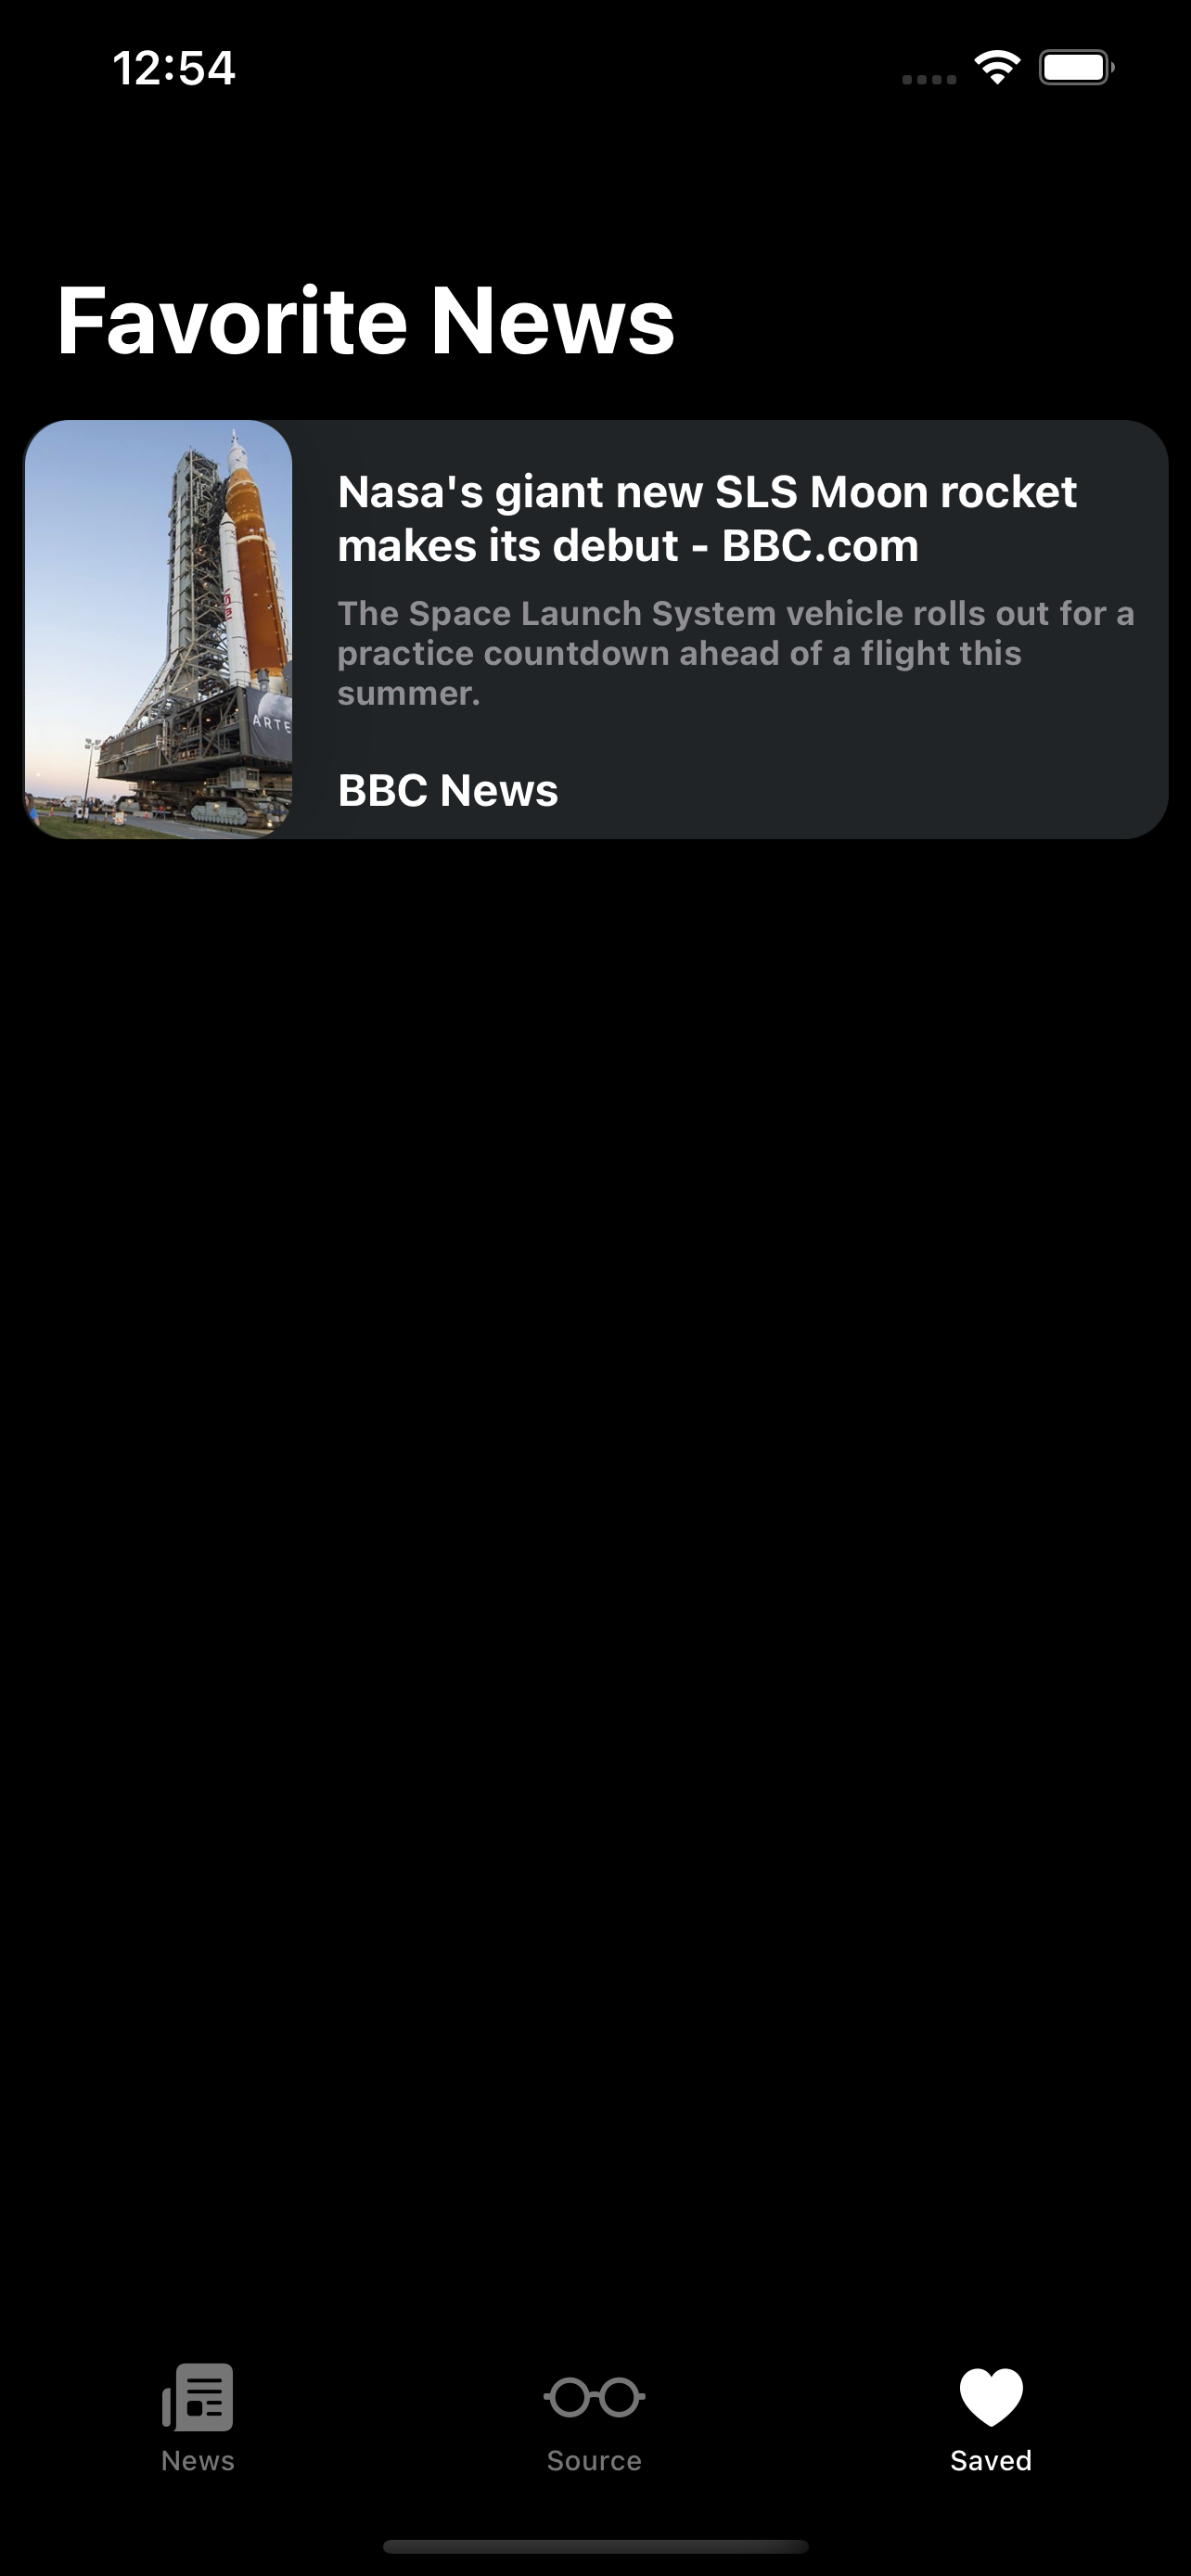 12:54
Favorite News
Nasa's giant new SLS Moon rocket
makes its debut - BBC.com
The Space Launch System vehicle rolls out for a
practice countdown ahead of a flight this
summer.
BBC News
ARTE
News
Source
Saved